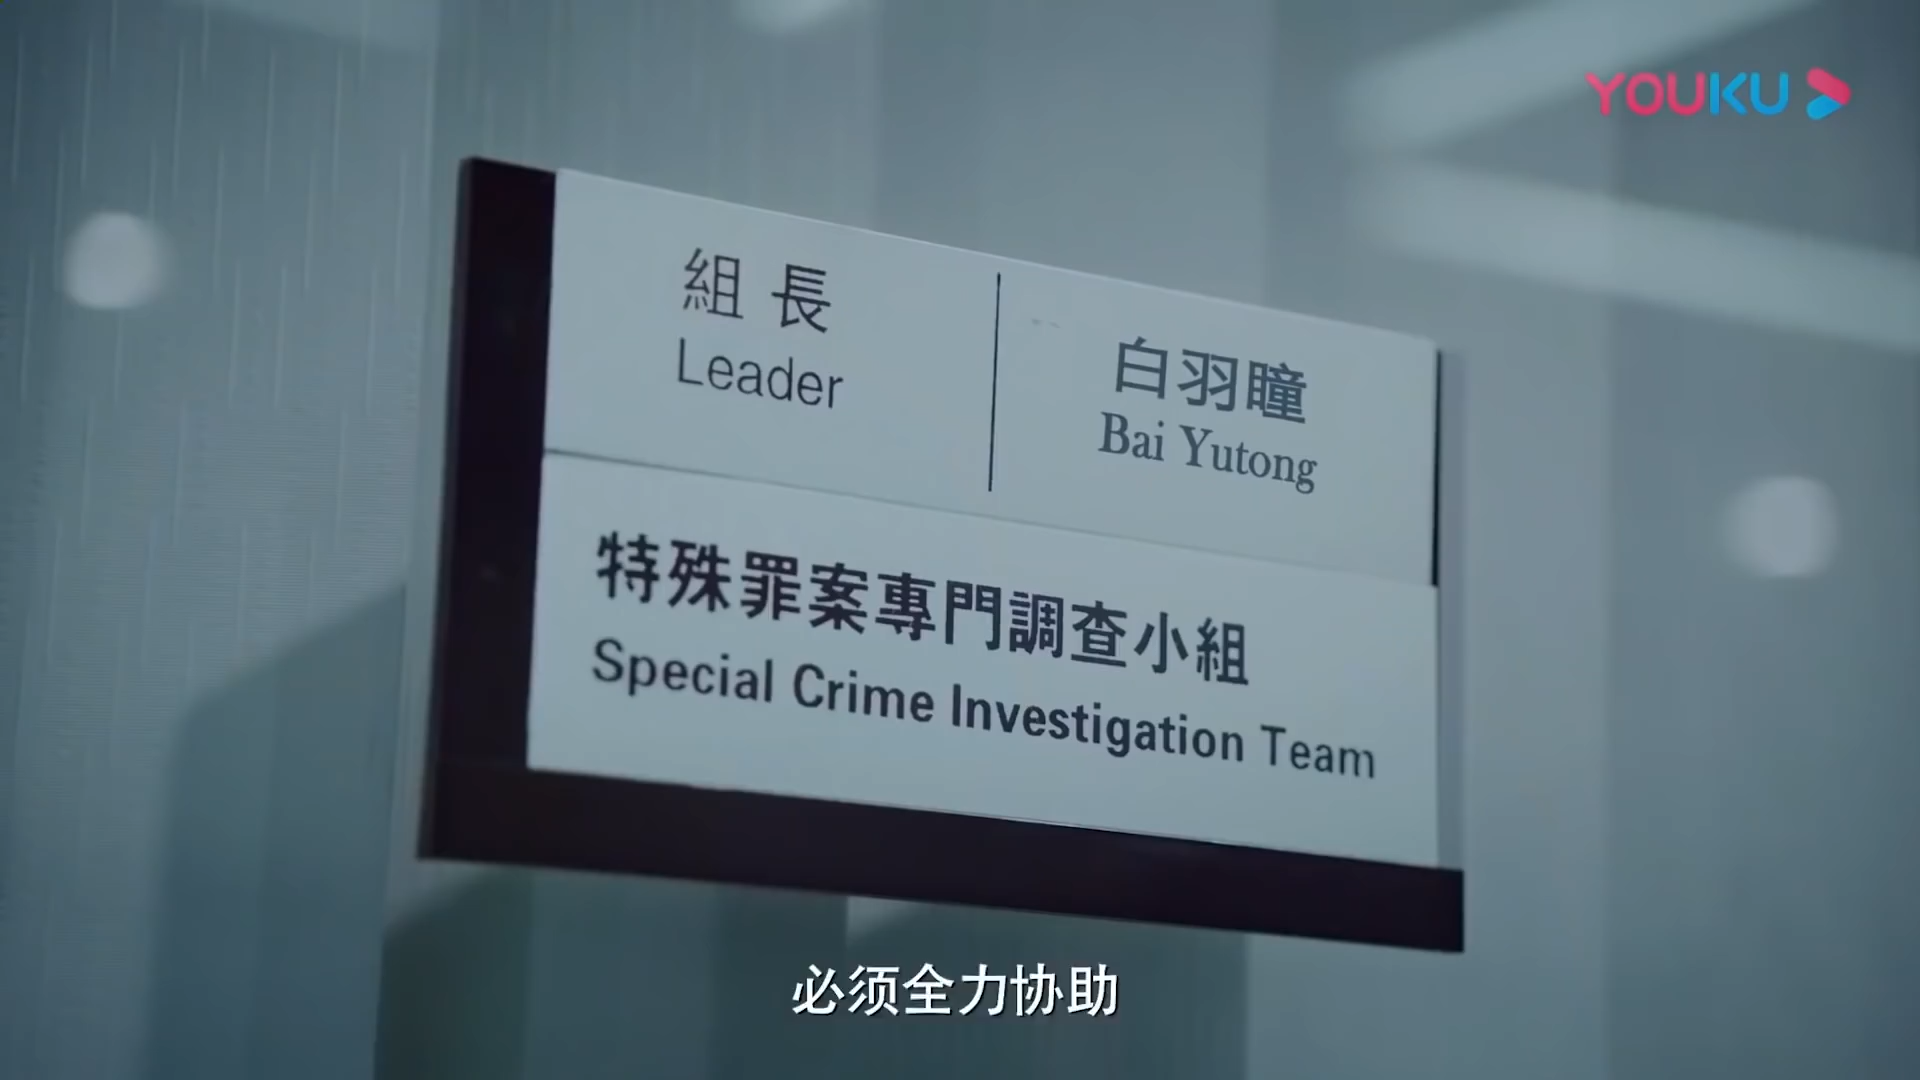 YOUKU
組長
Leader
白羽瞳
Bai Yutong
特殊罪案專門調查小組
Special Crime Investigation Team
必须全力协助